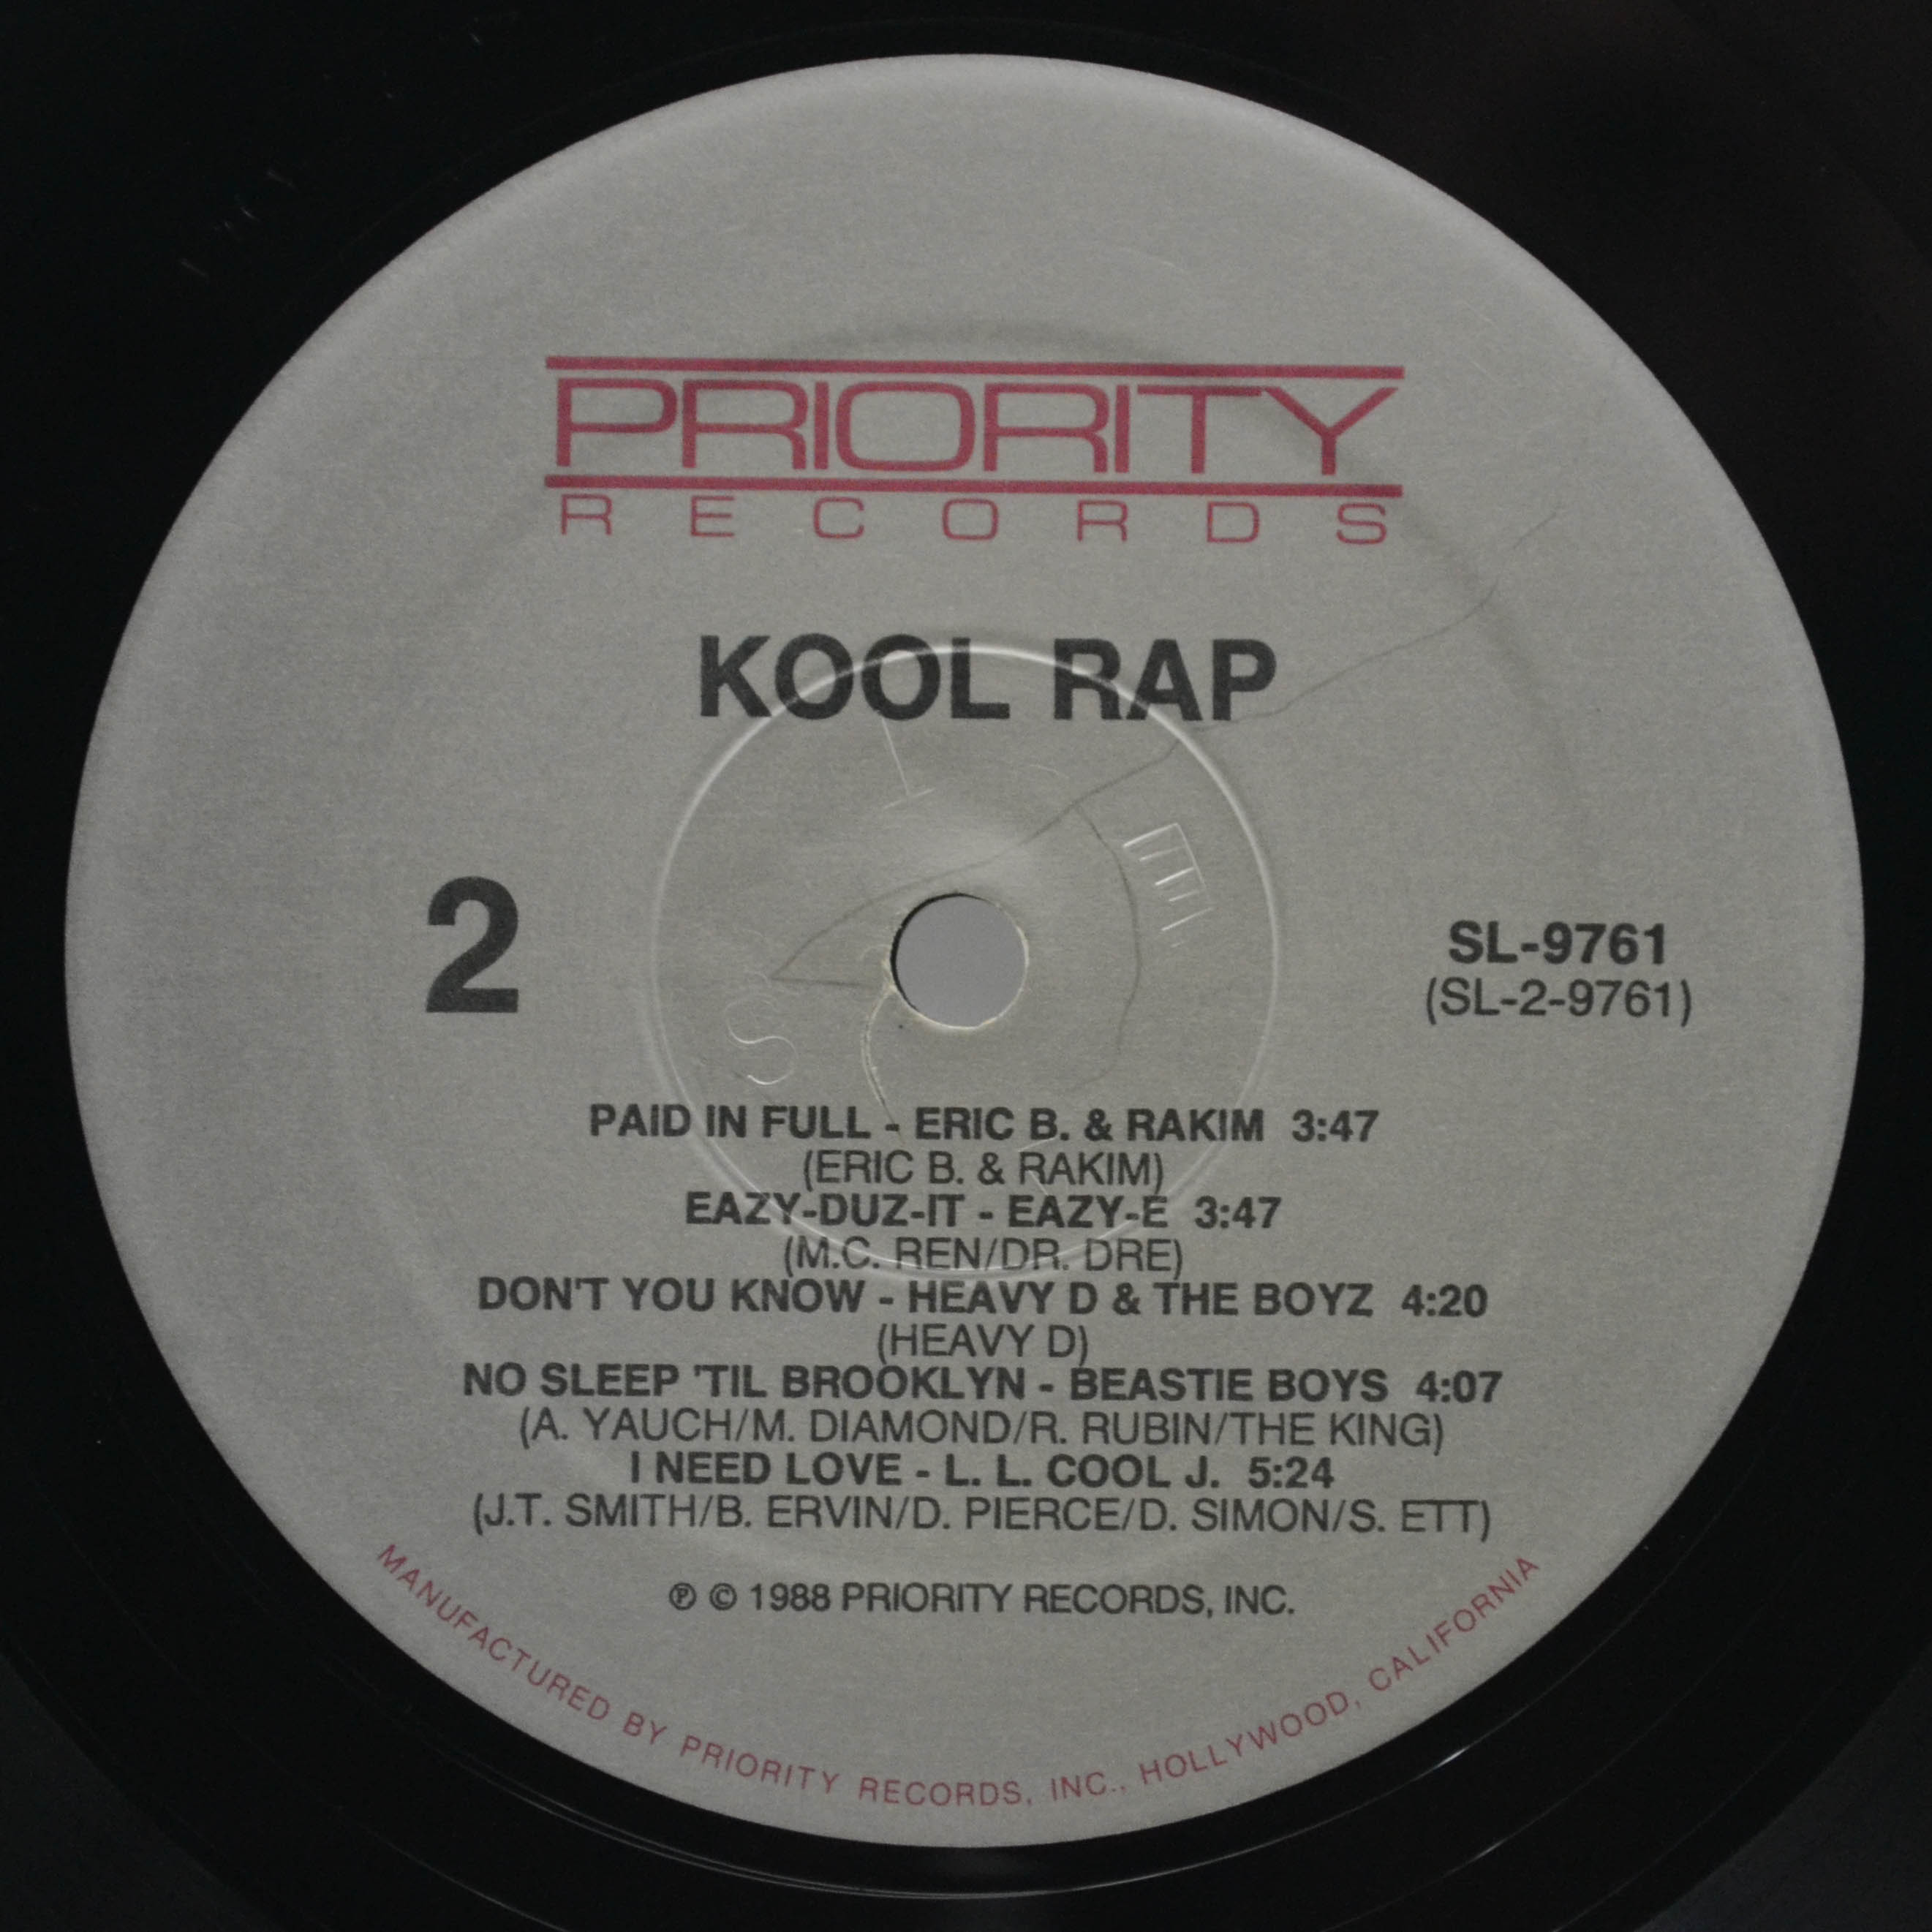 PRIORITY
RECORDS
KOOL RAP
2
SL-9761
(SL-2-9761)
PAID IN FULL - ERIC B. & RAKIM 3:47
(ERIC B. & RAKIM)
EAZY-DUZ-IT - EAZY-E 3:47
(M.C. REN/DR. DRE)
DON'T YOU KNOW - HEAVY D & THE BOYZ 4:20
(HEAVY D)
NO SLEEP 'TIL BROOKLYN - BEASTIE BOYS 4:07
(A. YAUCH/M. DIAMOND/R. RUBIN/THE KING)
I NEED LOVE - L. L. COOL J. 5:24
(J.T. SMITH/B. ERVIN/D. PIERCE/D. SIMON/S. ETT)
℗ © 1988 PRIORITY RECORDS, INC.
MANUFACTURED BY PRIORITY RECORDS, INC., HOLLYWOOD, CALIFORNIA